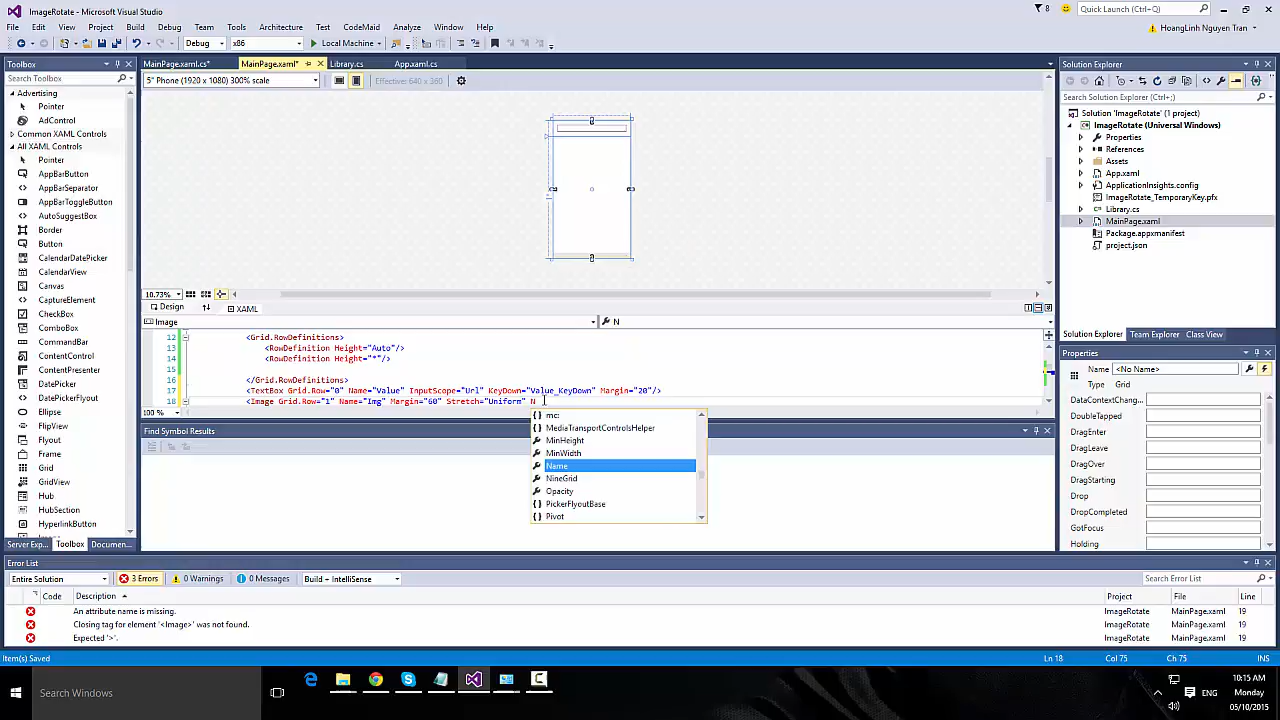 ImageRotate - Microsoft Visual Studio
8
Quick Launch (Ctrl+Q)
File Edit View Project Build Debug Team Tools Architecture Test CodeMaid Analyze Window Help
HoangLinh Nguyen Tran
Debug x86 Local Machine
Toolbox
Search Toolbox
Advertising
Pointer
AdControl
Common XAML Controls
All XAML Controls
Pointer
AppBarButton
AppBarSeparator
AppBarToggleButton
AutoSuggestBox
Border
Button
CalendarDatePicker
CalendarView
Canvas
CaptureElement
CheckBox
ComboBox
CommandBar
ContentControl
ContentPresenter
DatePicker
DatePickerFlyout
Ellipse
FlipView
Flyout
Frame
Grid
GridView
Hub
HubSection
HyperlinkButton
Server Exp... Toolbox Documen...
MainPage.xaml.cs* MainPage.xaml* Library.cs App.xaml.cs
5" Phone (1920 x 1080) 300% scale
Effective: 640 x 360
10.73%
Design XAML
Image N
12 <Grid.RowDefinitions>
13 <RowDefinition Height="Auto"/>
14 <RowDefinition Height="*"/>
15
16 </Grid.RowDefinitions>
17 <TextBox Grid.Row="0" Name="Value" InputScope="Url" KeyDown="Value_KeyDown" Margin="20"/>
18 <Image Grid.Row="1" Name="Img" Margin="60" Stretch="Uniform" N
100 %
mc:
MediaTransportControlsHelper
MinHeight
MinWidth
Name
NineGrid
Opacity
PickerFlyoutBase
Pivot
Find Symbol Results
Solution Explorer
Search Solution Explorer (Ctrl+;)
Solution 'ImageRotate' (1 project)
ImageRotate (Universal Windows)
Properties
References
Assets
App.xaml
ApplicationInsights.config
ImageRotate_TemporaryKey.pfx
Library.cs
MainPage.xaml
Package.appxmanifest
project.json
Solution Explorer Team Explorer Class View
Properties
Name <No Name>
Type Grid
DataContextChang...
DoubleTapped
DragEnter
DragLeave
DragOver
DragStarting
Drop
DropCompleted
GotFocus
Holding
Error List
Entire Solution 3 Errors 0 Warnings 0 Messages Build + IntelliSense
Search Error List
Code Description Project File Line
An attribute name is missing. ImageRotate MainPage.xaml 19
Closing tag for element '<Image>' was not found. ImageRotate MainPage.xaml 19
Expected '>'. ImageRotate MainPage.xaml 19
Item(s) Saved Ln 18 Col 75 Ch 75 INS
Search Windows
10:15 AM
ENG Monday
05/10/2015